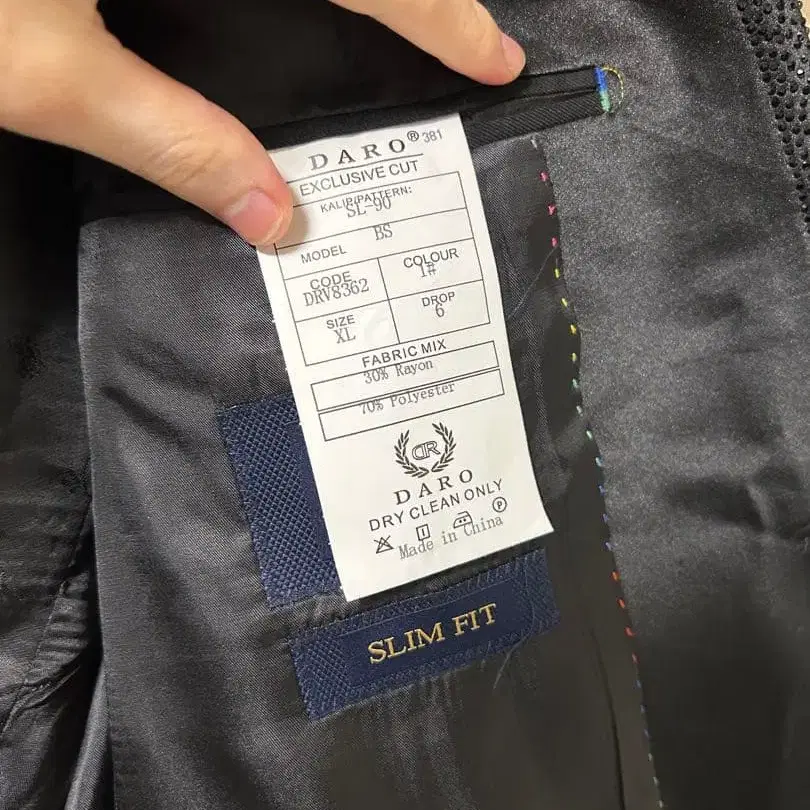 DARO® 381
EXCLUSIVE CUT
KALIP/PATTERN:
SL-90
MODEL BS
CODE
DRV8362
COLOUR
1#
SIZE
XL
DROP
6
FABRIC MIX
30% Rayon
70% Polyester
DR
DARO
DRY CLEAN ONLY
P
Made in China
SLIM FIT